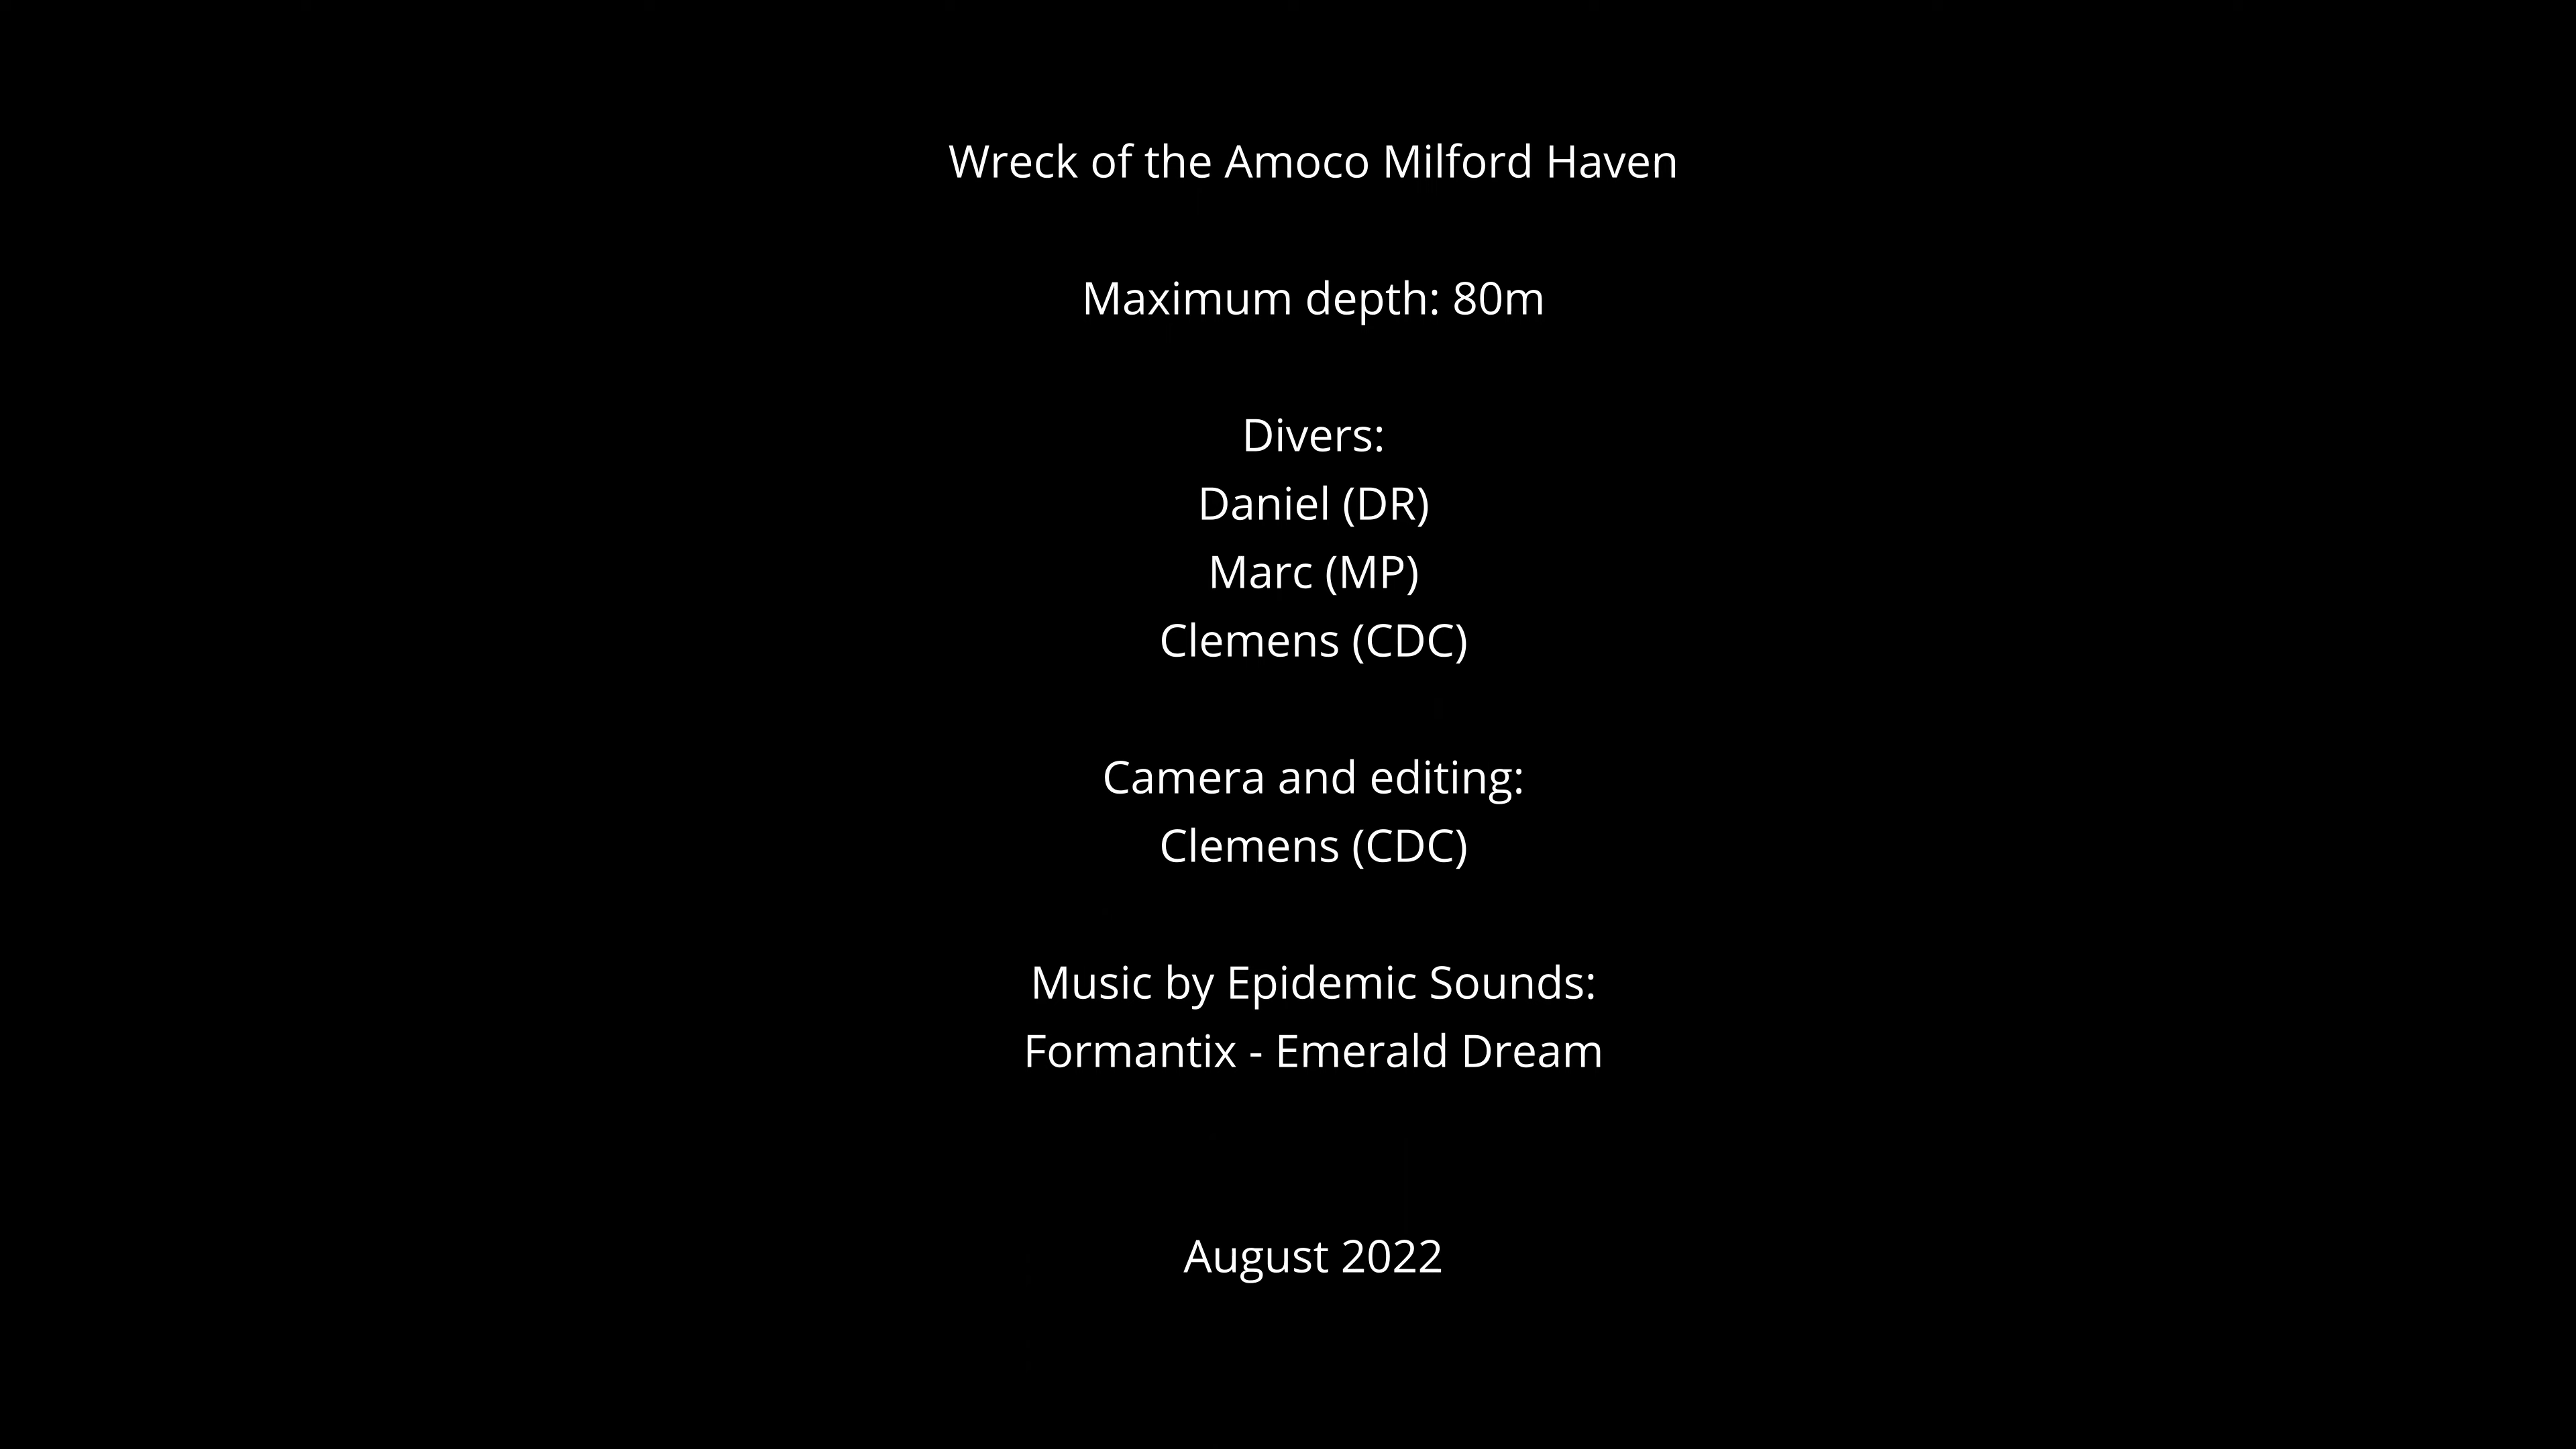 Wreck of the Amoco Milford Haven
Maximum depth: 80m
Divers:
Daniel (DR)
Marc (MP)
Clemens (CDC)
Camera and editing:
Clemens (CDC)
Music by Epidemic Sounds:
Formantix - Emerald Dream
August 2022